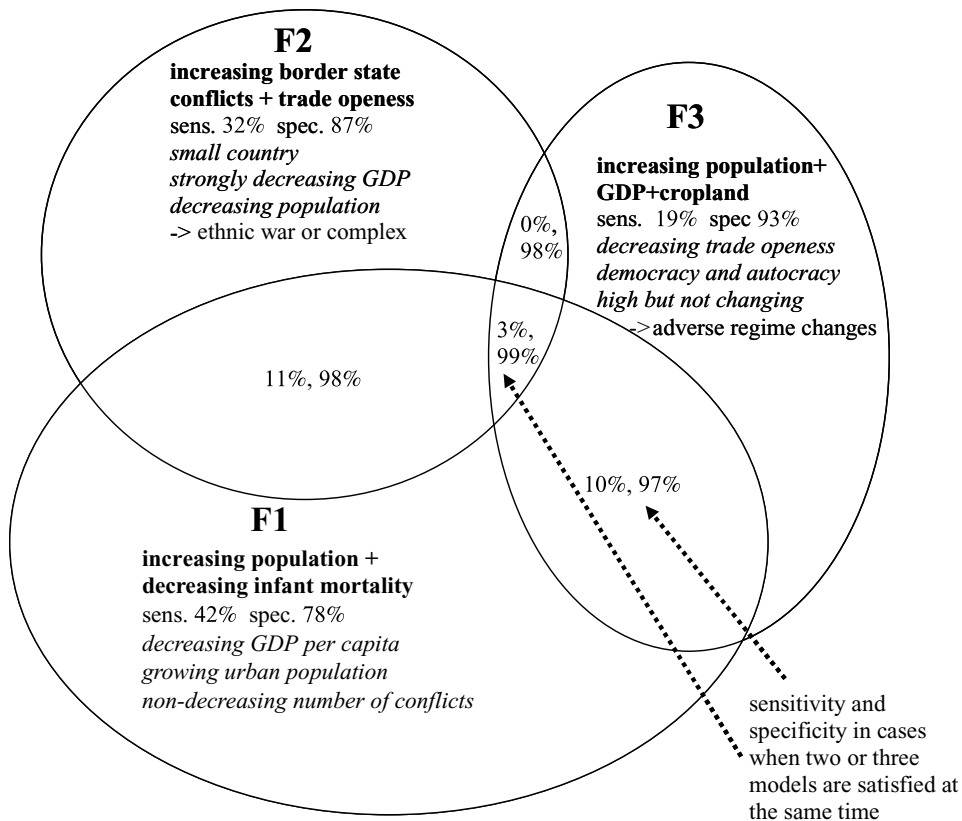 F2
increasing border state
conflicts + trade openess
sens. 32% spec. 87%
small country
strongly decreasing GDP
decreasing population
-> ethnic war or complex
F3
increasing population+
GDP+cropland
sens. 19% spec 93%
decreasing trade openess
democracy and autocracy
high but not changing
->adverse regime changes
0%,
98%
3%,
99%
11%, 98%
10%, 97%
F1
increasing population +
decreasing infant mortality
sens. 42% spec. 78%
decreasing GDP per capita
growing urban population
non-decreasing number of conflicts
sensitivity and
specificity in cases
when two or three
models are satisfied at
the same time